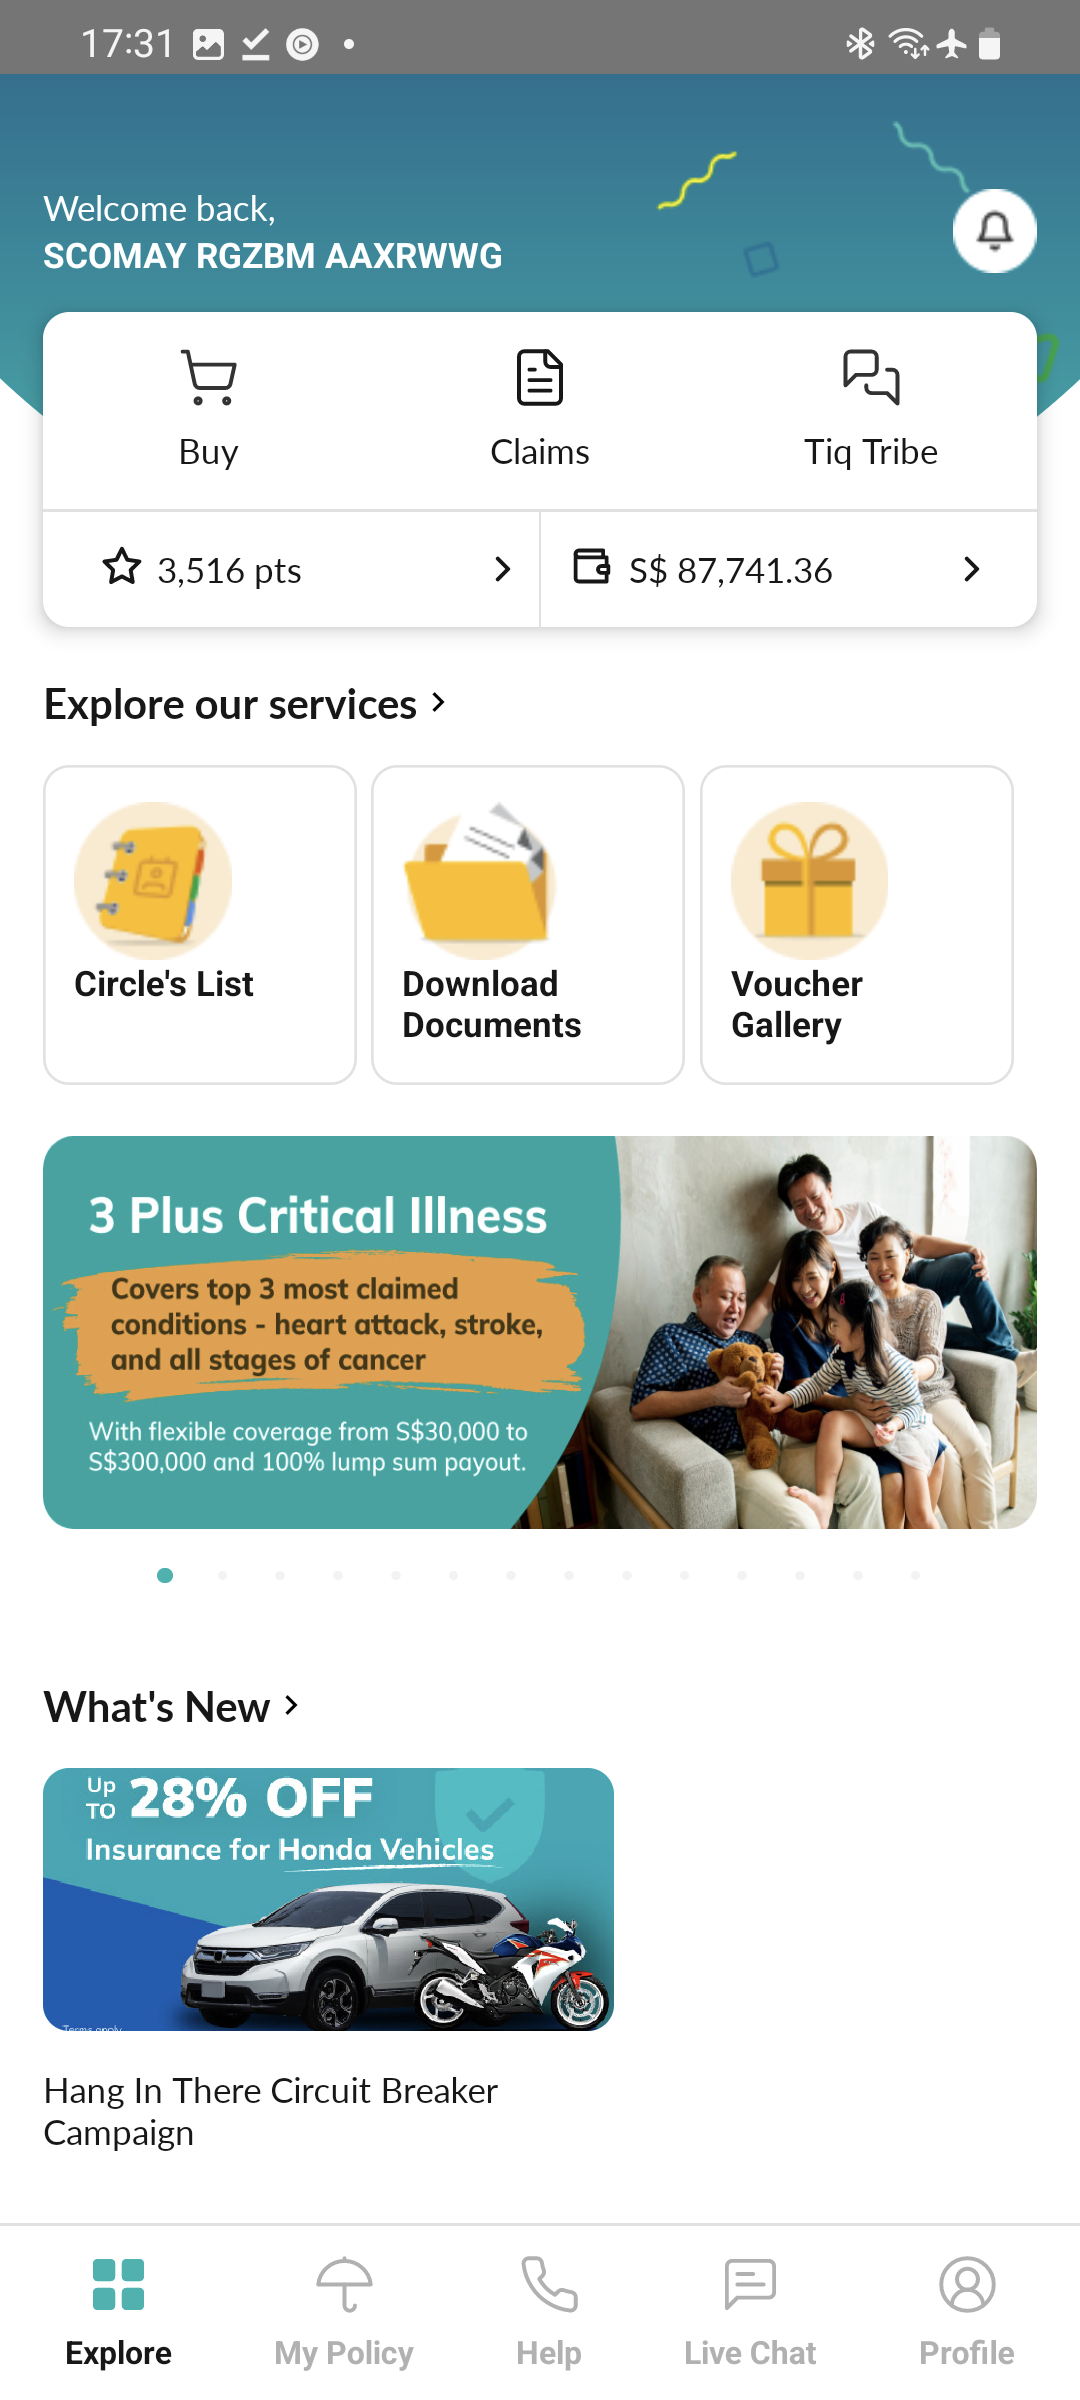 17:31
Welcome back,
SCOMAY RGZBM AAXRWWG
Buy
Claims
Tiq Tribe
3,516 pts
S$ 87,741.36
Explore our services
Circle's List
Download
Documents
Voucher
Gallery
3 Plus Critical Illness
Covers top 3 most claimed
conditions - heart attack, stroke,
and all stages of cancer
With flexible coverage from S$30,000 to
S$300,000 and 100% lump sum payout.
What's New
Up
TO 28% OFF
Insurance for Honda Vehicles
Terms apply
Hang In There Circuit Breaker
Campaign
Explore
My Policy
Help
Live Chat
Profile